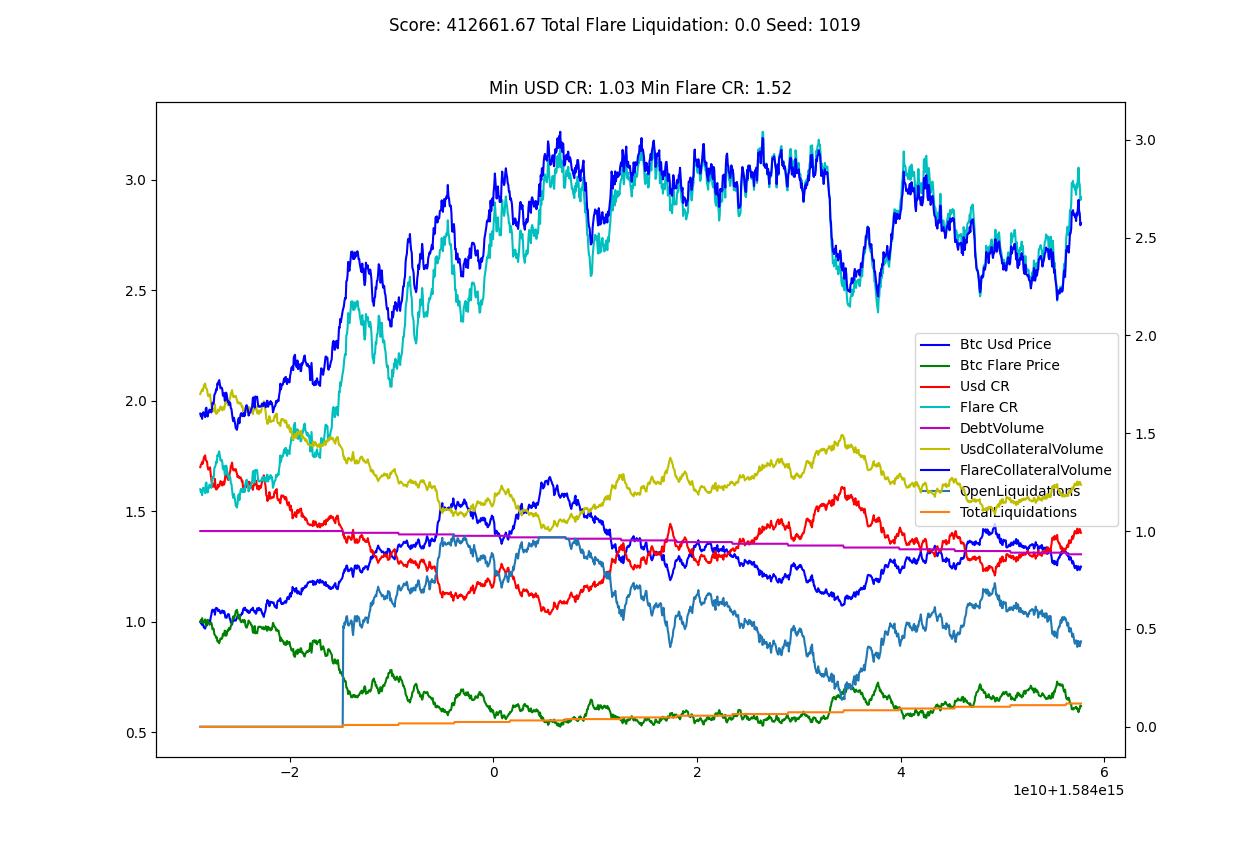 Score: 412661.67 Total Flare Liquidation: 0.0 Seed: 1019
Min USD CR: 1.03 Min Flare CR: 1.52
3.0
2.5
2.0
1.5
1.0
0.5
3.0
2.5
2.0
1.5
1.0
0.5
0.0
Btc Usd Price
Btc Flare Price
Usd CR
Flare CR
DebtVolume
UsdCollateralVolume
FlareCollateralVolume
OpenLiquidations
TotalLiquidations
−2 0 2 4 6
1e10+1.584e15